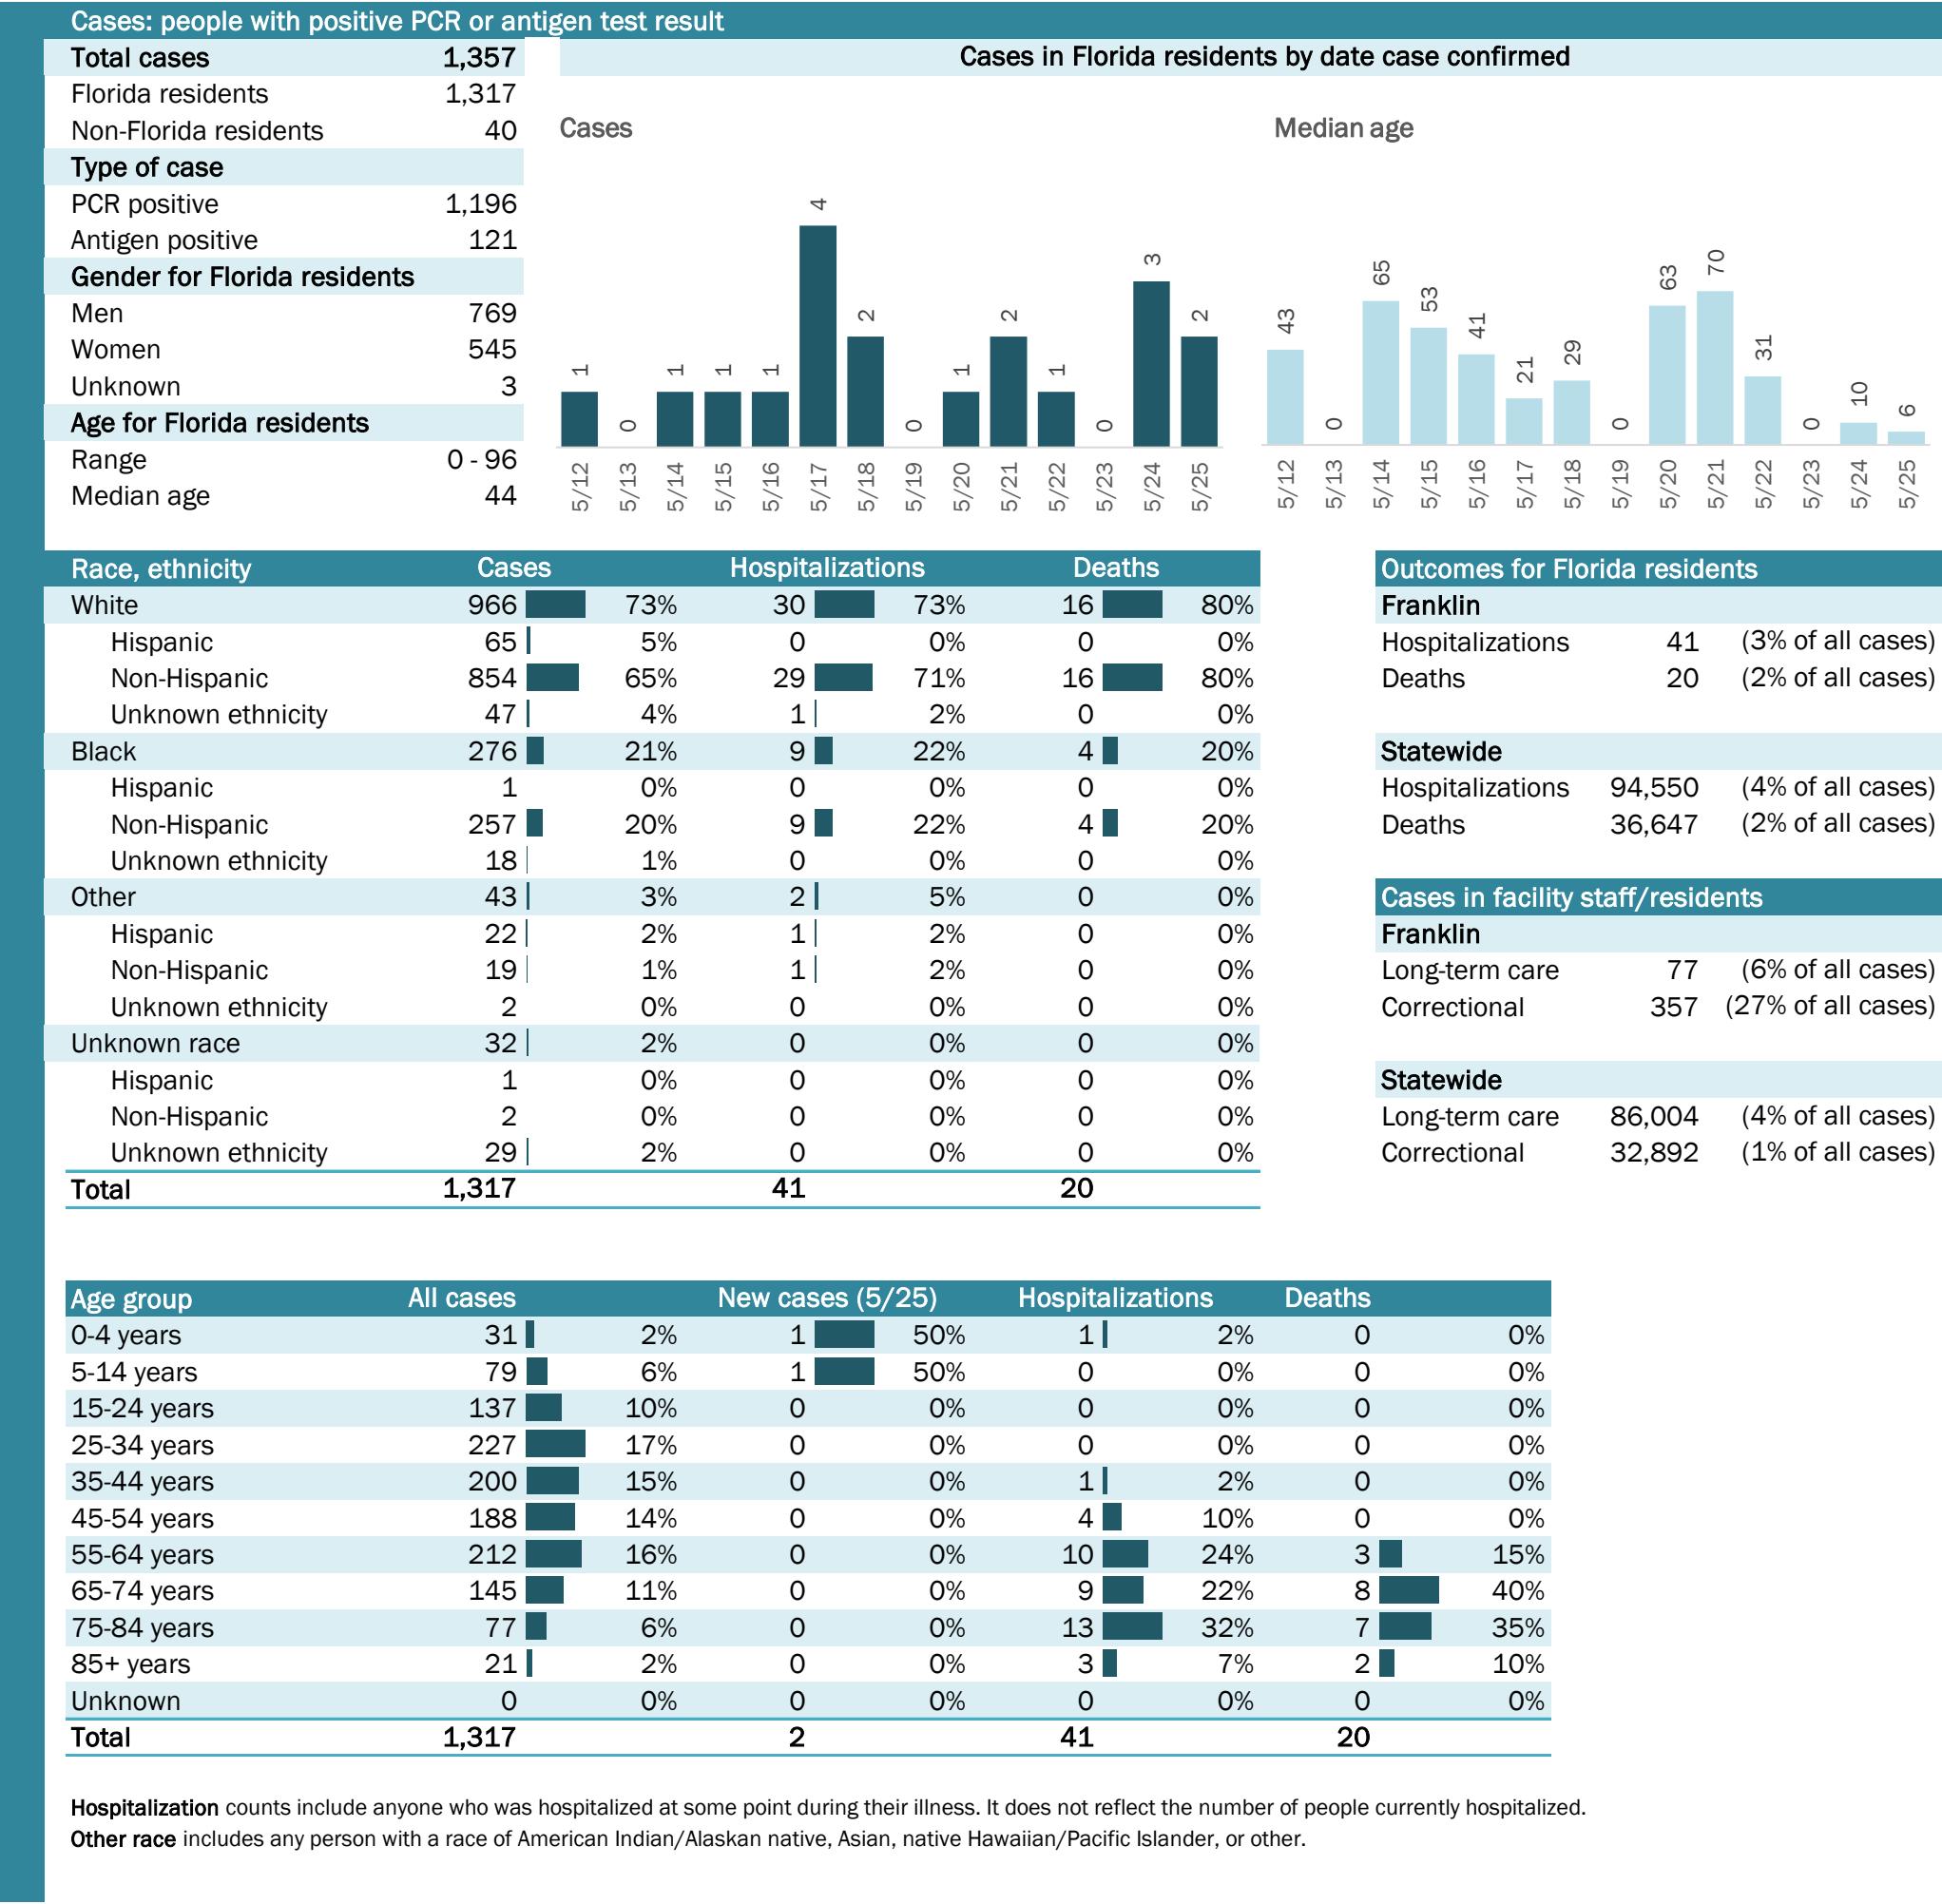 Cases: people with positive PCR or antigen test result
Total cases 1,357
Florida residents 1,317
Non-Florida residents 40
Type of case
PCR positive 1,196
Antigen positive 121
Gender for Florida residents
Men 769
Women 545
Unknown 3
Age for Florida residents
Range 0 - 96
Median age 44
Cases in Florida residents by date case confirmed
Cases
1 0 1 1 1 4 2 0 1 2 1 0 3 2
5/12 5/13 5/14 5/15 5/16 5/17 5/18 5/19 5/20 5/21 5/22 5/23 5/24 5/25
Median age
43 0 65 53 41 21 29 0 63 70 31 0 10 6
5/12 5/13 5/14 5/15 5/16 5/17 5/18 5/19 5/20 5/21 5/22 5/23 5/24 5/25
Race, ethnicity Cases Hospitalizations Deaths
White 966 73% 30 73% 16 80%
Hispanic 65 5% 0 0% 0 0%
Non-Hispanic 854 65% 29 71% 16 80%
Unknown ethnicity 47 4% 1 2% 0 0%
Black 276 21% 9 22% 4 20%
Hispanic 1 0% 0 0% 0 0%
Non-Hispanic 257 20% 9 22% 4 20%
Unknown ethnicity 18 1% 0 0% 0 0%
Other 43 3% 2 5% 0 0%
Hispanic 22 2% 1 2% 0 0%
Non-Hispanic 19 1% 1 2% 0 0%
Unknown ethnicity 2 0% 0 0% 0 0%
Unknown race 32 2% 0 0% 0 0%
Hispanic 1 0% 0 0% 0 0%
Non-Hispanic 2 0% 0 0% 0 0%
Unknown ethnicity 29 2% 0 0% 0 0%
Total 1,317 41 20
Outcomes for Florida residents
Franklin
Hospitalizations 41 (3% of all cases)
Deaths 20 (2% of all cases)
Statewide
Hospitalizations 94,550 (4% of all cases)
Deaths 36,647 (2% of all cases)
Cases in facility staff/residents
Franklin
Long-term care 77 (6% of all cases)
Correctional 357 (27% of all cases)
Statewide
Long-term care 86,004 (4% of all cases)
Correctional 32,892 (1% of all cases)
Age group All cases New cases (5/25) Hospitalizations Deaths
0-4 years 31 2% 1 50% 1 2% 0 0%
5-14 years 79 6% 1 50% 0 0% 0 0%
15-24 years 137 10% 0 0% 0 0% 0 0%
25-34 years 227 17% 0 0% 0 0% 0 0%
35-44 years 200 15% 0 0% 1 2% 0 0%
45-54 years 188 14% 0 0% 4 10% 0 0%
55-64 years 212 16% 0 0% 10 24% 3 15%
65-74 years 145 11% 0 0% 9 22% 8 40%
75-84 years 77 6% 0 0% 13 32% 7 35%
85+ years 21 2% 0 0% 3 7% 2 10%
Unknown 0 0% 0 0% 0 0% 0 0%
Total 1,317 2 41 20
Hospitalization counts include anyone who was hospitalized at some point during their illness. It does not reflect the number of people currently hospitalized.
Other race includes any person with a race of American Indian/Alaskan native, Asian, native Hawaiian/Pacific Islander, or other.